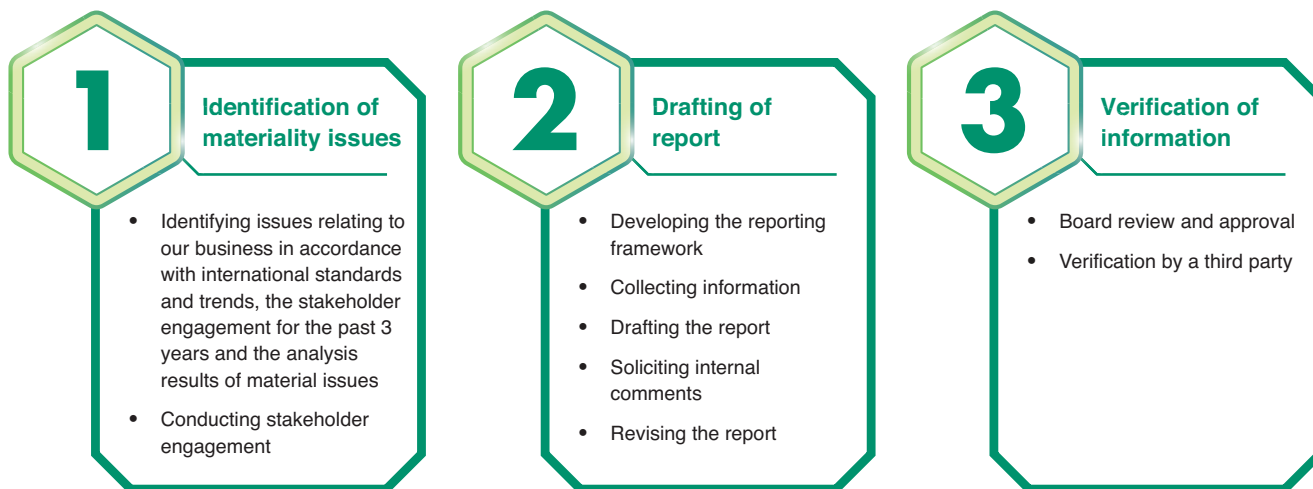 1
Identification of
materiality issues
• Identifying issues relating to
our business in accordance
with international standards
and trends, the stakeholder
engagement for the past 3
years and the analysis
results of material issues
• Conducting stakeholder
engagement
2
Drafting of
report
• Developing the reporting
framework
• Collecting information
• Drafting the report
• Soliciting internal
comments
• Revising the report
3
Verification of
information
• Board review and approval
• Verification by a third party